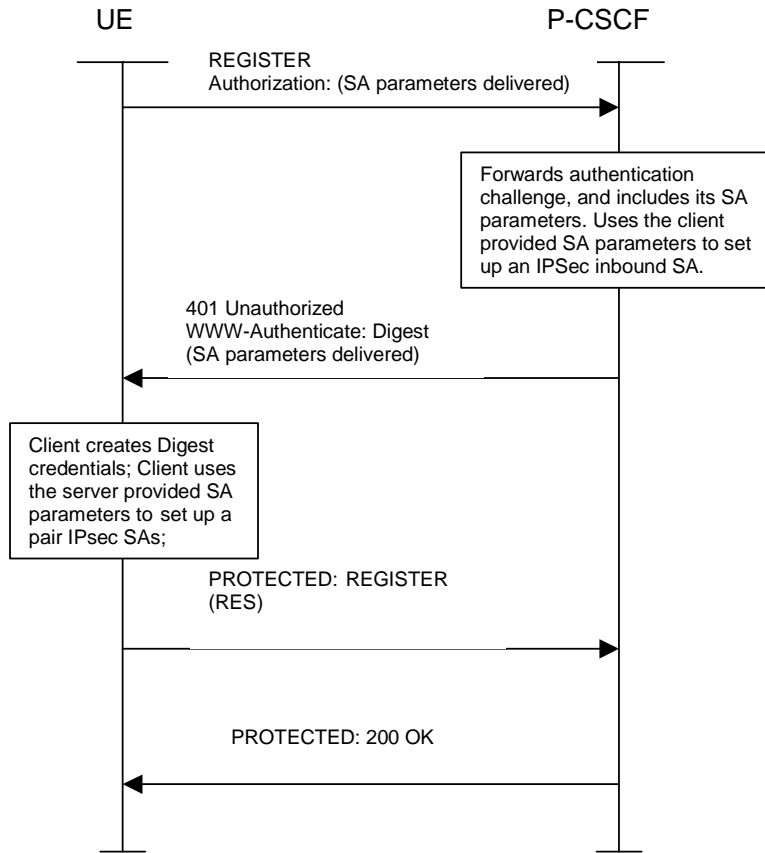 UE
P-CSCF
REGISTER
Authorization: (SA parameters delivered)
Forwards authentication
challenge, and includes its SA
parameters. Uses the client
provided SA parameters to set
up an IPSec inbound SA.
401 Unauthorized
WWW-Authenticate: Digest
(SA parameters delivered)
Client creates Digest
credentials; Client uses
the server provided SA
parameters to set up a
pair IPsec SAs;
PROTECTED: REGISTER
(RES)
PROTECTED: 200 OK